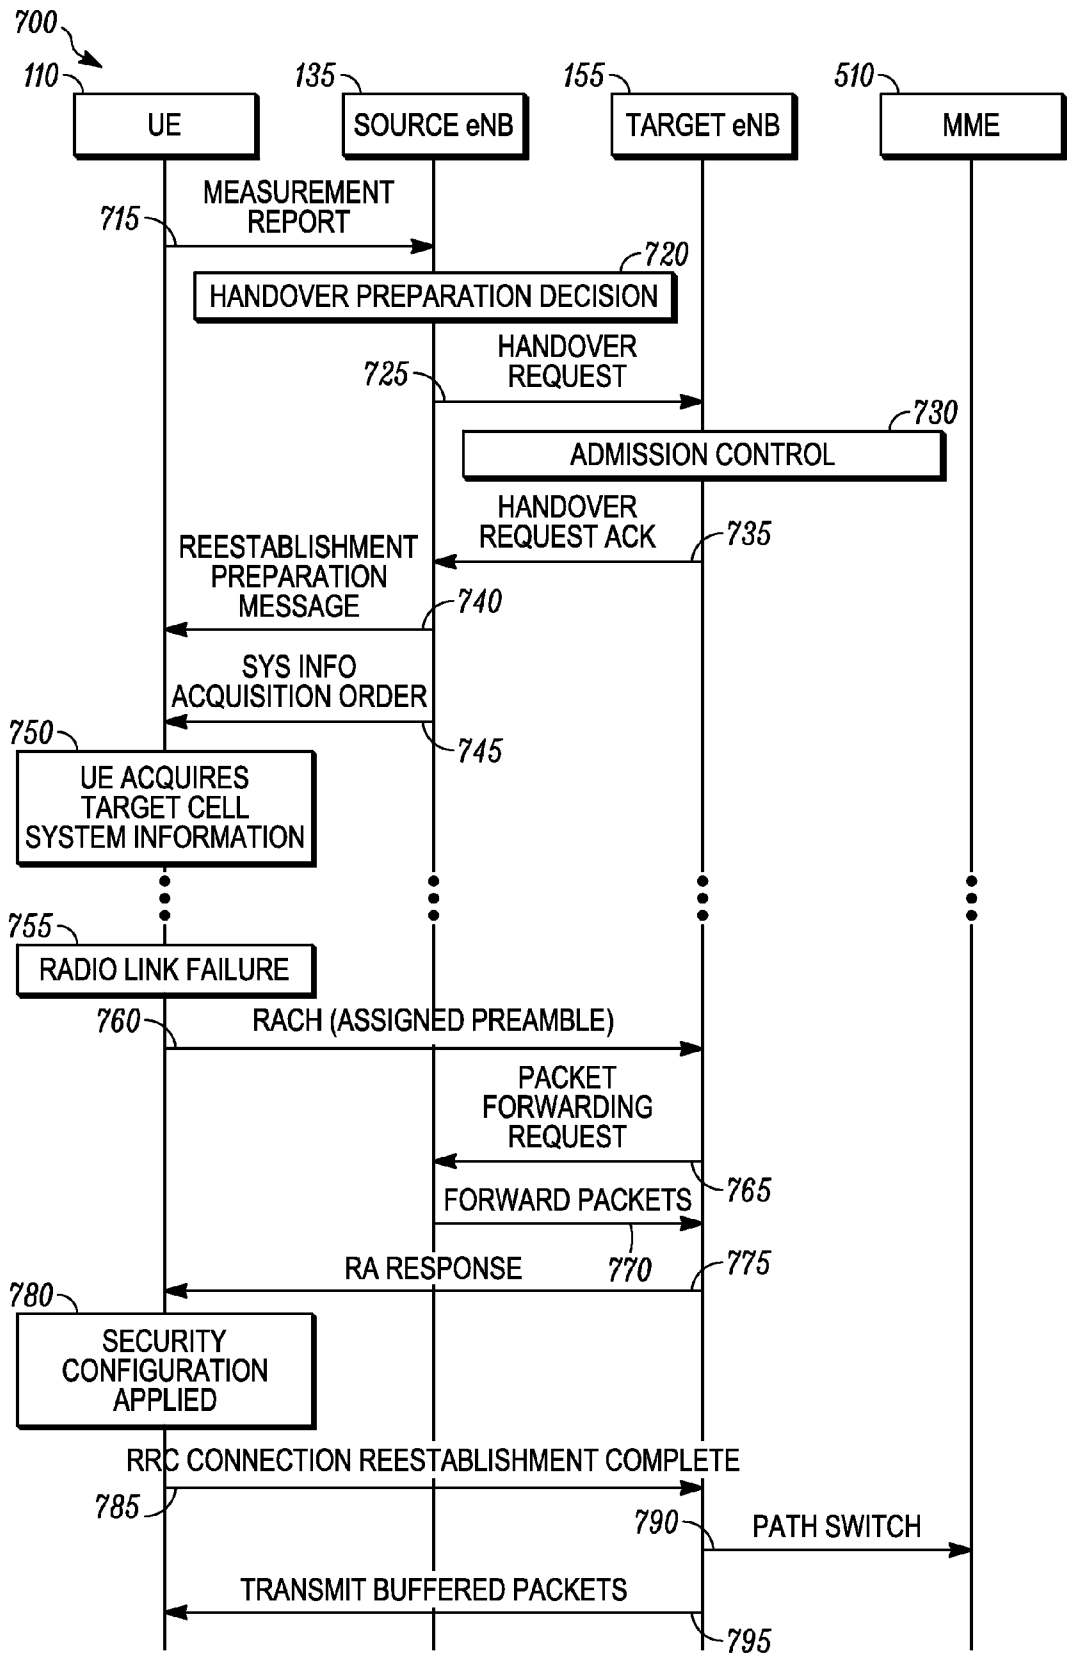 700
110
135
155
510
UE
SOURCE eNB
TARGET eNB
MME
MEASUREMENT
REPORT
715
720
HANDOVER PREPARATION DECISION
HANDOVER
REQUEST
725
730
ADMISSION CONTROL
HANDOVER
REQUEST ACK
735
REESTABLISHMENT
PREPARATION
MESSAGE
740
SYS INFO
ACQUISITION ORDER
745
750
UE ACQUIRES
TARGET CELL
SYSTEM INFORMATION
755
RADIO LINK FAILURE
760
RACH (ASSIGNED PREAMBLE)
PACKET
FORWARDING
REQUEST
765
FORWARD PACKETS
770
RA RESPONSE
775
780
SECURITY
CONFIGURATION
APPLIED
RRC CONNECTION REESTABLISHMENT COMPLETE
785
790
PATH SWITCH
TRANSMIT BUFFERED PACKETS
795